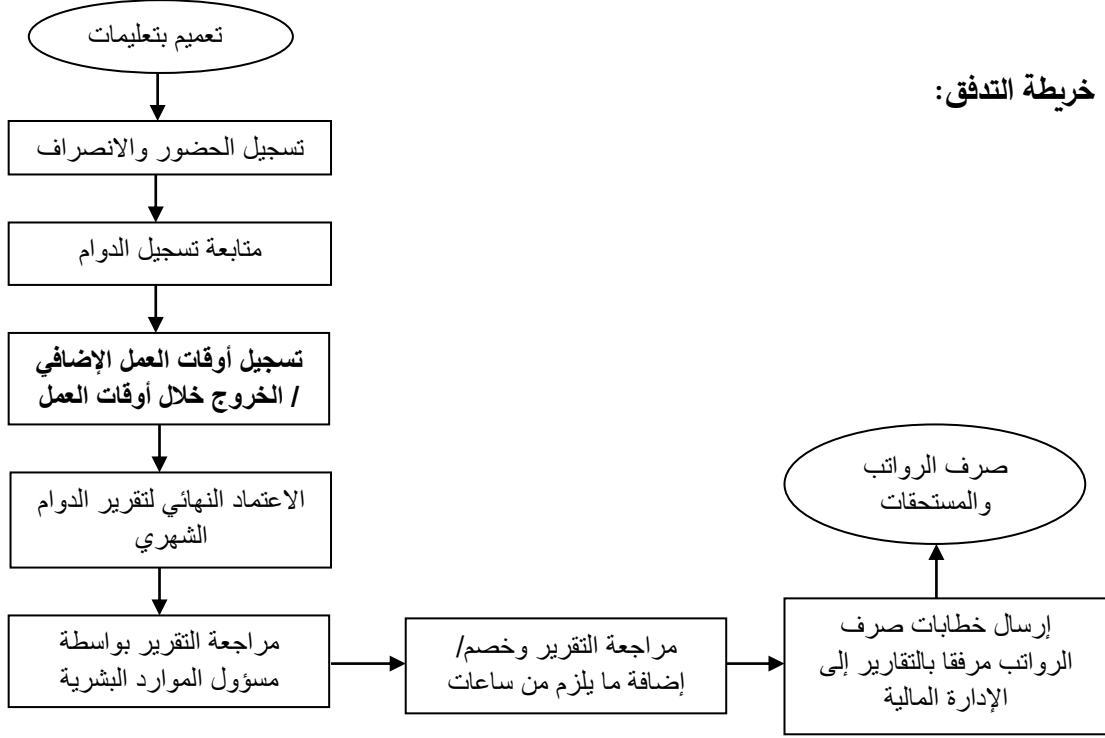 خريطة التدفق:
تعميم بتعليمات
تسجيل الحضور والانصراف
متابعة تسجيل الدوام
تسجيل أوقات العمل الإضافي
/ الخروج خلال أوقات العمل
الاعتماد النهائي لتقرير الدوام
الشهري
مراجعة التقرير بواسطة
مسؤول الموارد البشرية
مراجعة التقرير وخصم/
إضافة ما يلزم من ساعات
إرسال خطابات صرف
الرواتب مرفقا بالتقارير إلى
الإدارة المالية
صرف الرواتب
والمستحقات